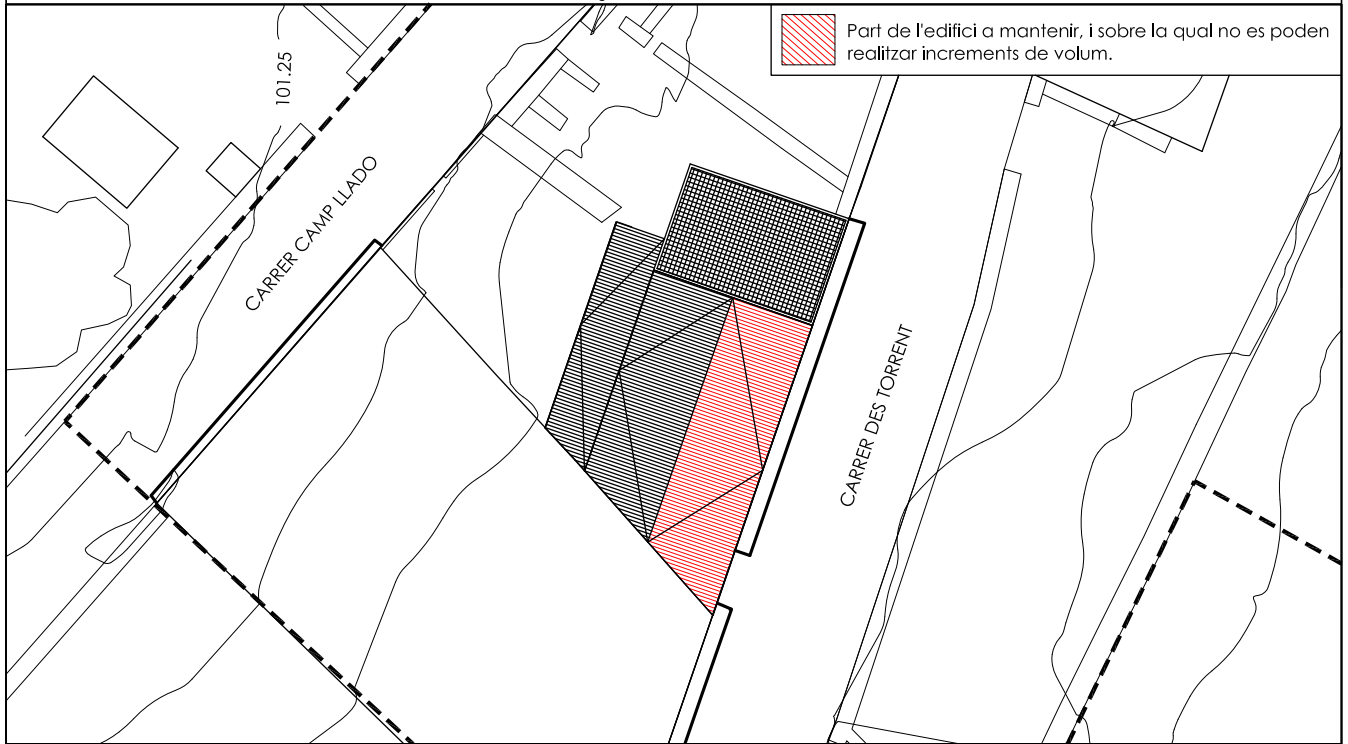 Part de l'edifici a mantenir, i sobre la qual no es poden
realitzar increments de volum.
101.25
CARRER CAMP LLADO
CARRER DES TORRENT